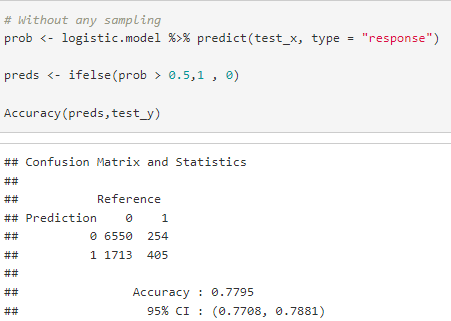 # Without any sampling
prob <- logistic.model %>% predict(test_x, type = "response")
preds <- ifelse(prob > 0.5,1 , 0)
Accuracy(preds,test_y)
## Confusion Matrix and Statistics
##
##           Reference
## Prediction    0    1
##          0 6550  254
##          1 1713  405
##
##                Accuracy : 0.7795
##                  95% CI : (0.7708, 0.7881)